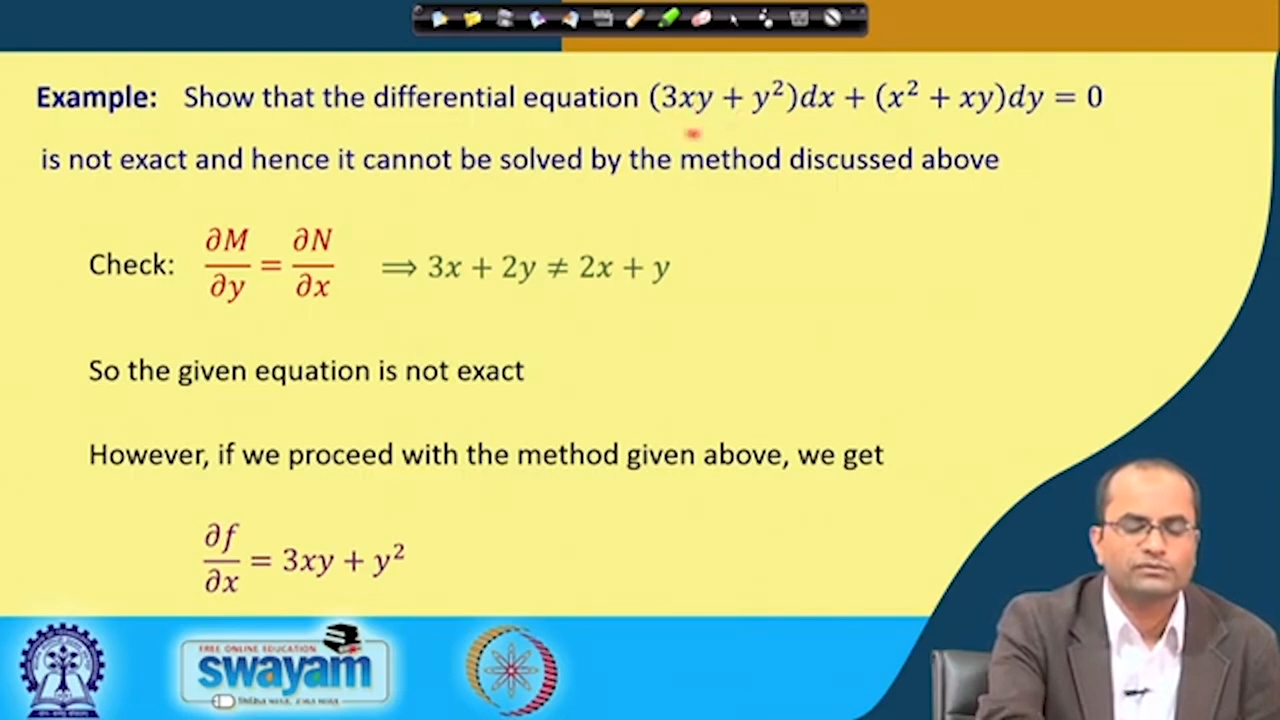 Example: Show that the differential equation (3xy + y²)dx + (x² + xy)dy = 0
is not exact and hence it cannot be solved by the method discussed above
Check: ∂M/∂y = ∂N/∂x ⟹ 3x + 2y ≠ 2x + y
So the given equation is not exact
However, if we proceed with the method given above, we get
∂f/∂x = 3xy + y²
FREE ONLINE EDUCATION
swayam